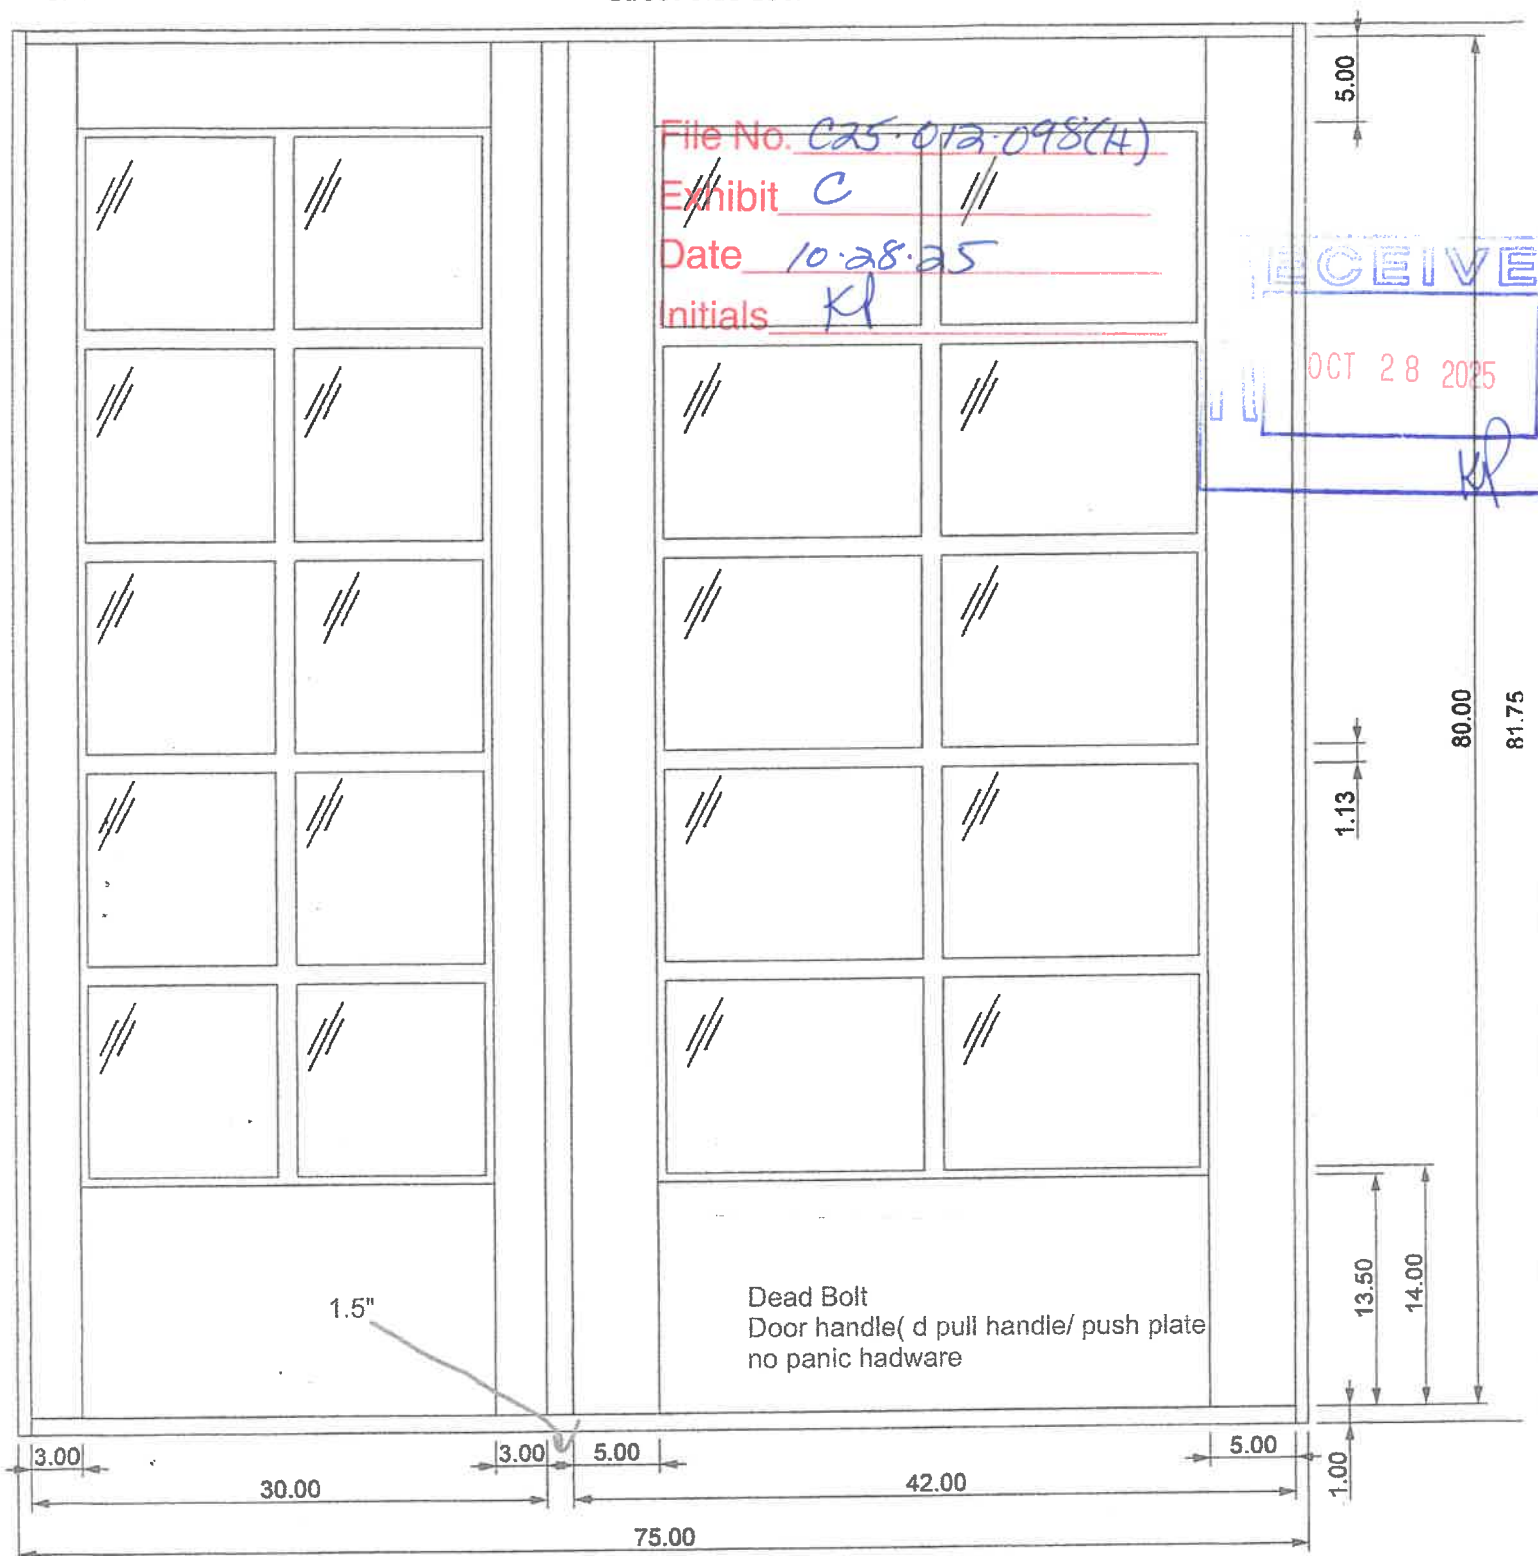 File No. C25-012-098(H)
Exhibit C
Date 10-28-25
Initials KP
ECEIVE
OCT 28 2025
KP
5.00
80.00
81.75
1.13
13.50
14.00
1.00
1.5"
Dead Bolt
Door handle( d pull handle/ push plate
no panic hadware
3.00
3.00
5.00
5.00
30.00
42.00
75.00